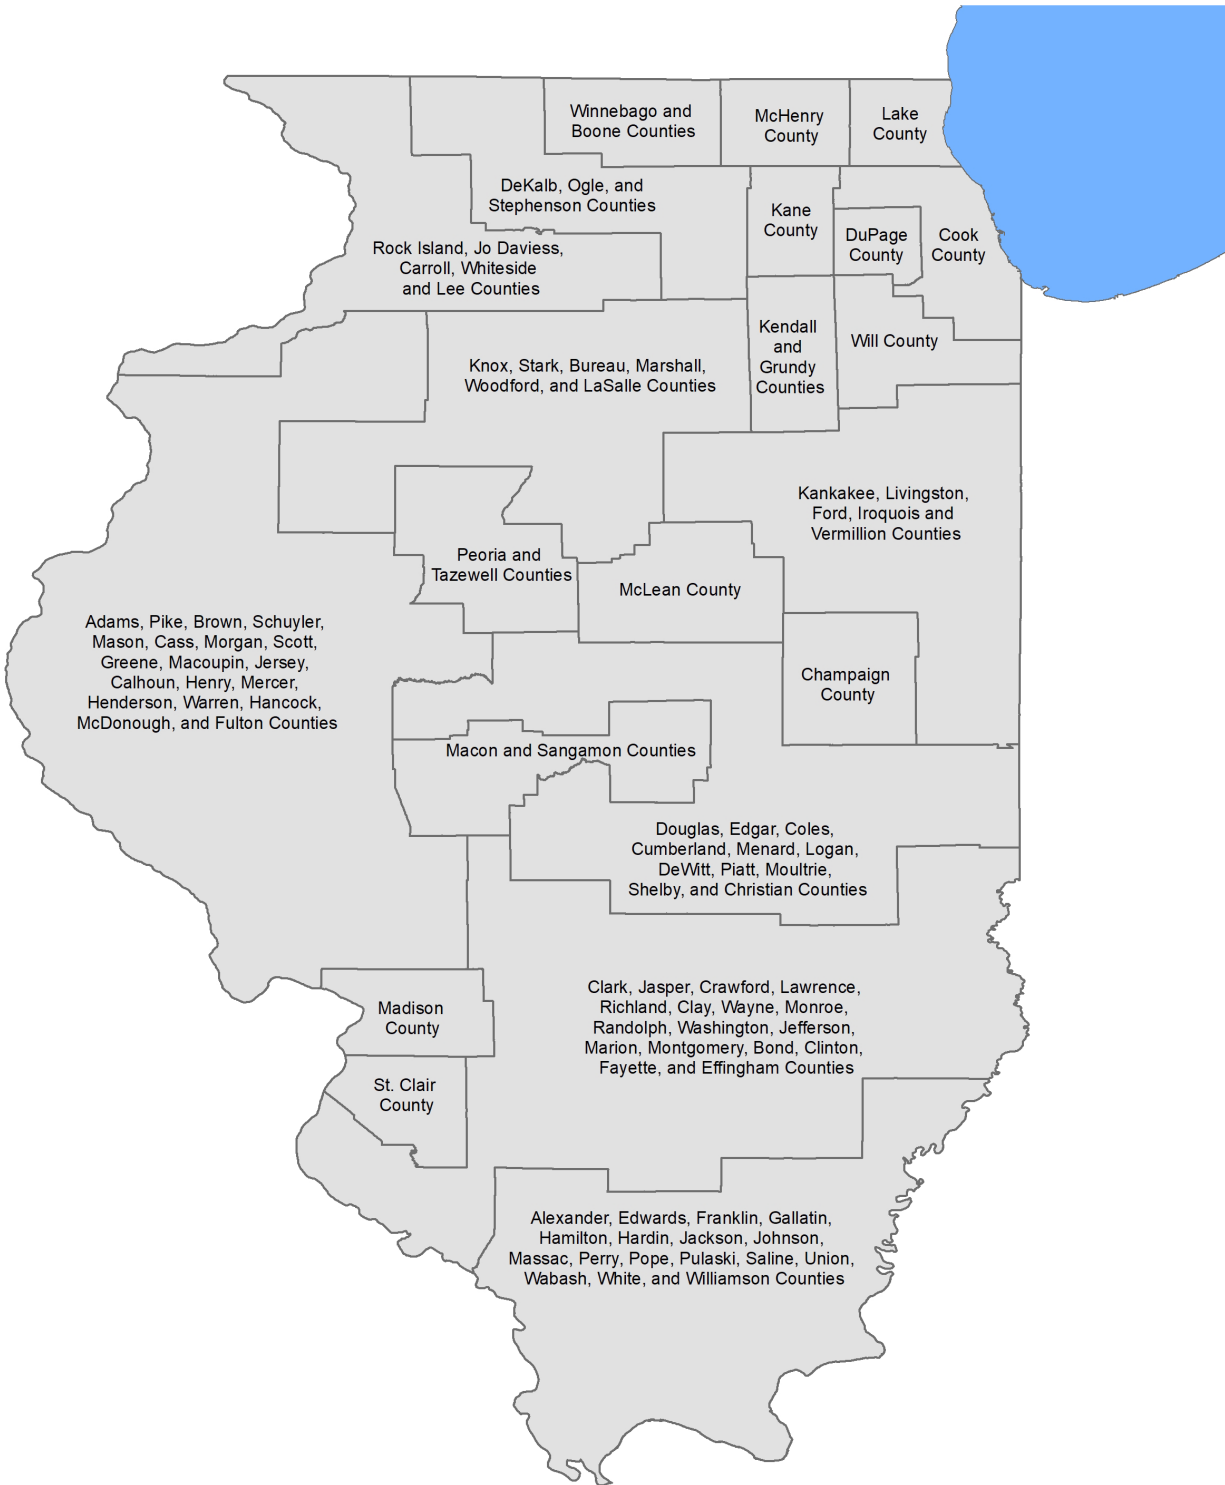 Winnebago and
Boone Counties
McHenry
County
Lake
County
DeKalb, Ogle, and
Stephenson Counties
Kane
County
DuPage
County
Cook
County
Rock Island, Jo Daviess,
Carroll, Whiteside
and Lee Counties
Kendall
and
Grundy
Counties
Will County
Knox, Stark, Bureau, Marshall,
Woodford, and LaSalle Counties
Kankakee, Livingston,
Ford, Iroquois and
Vermillion Counties
Peoria and
Tazewell Counties
McLean County
Adams, Pike, Brown, Schuyler,
Mason, Cass, Morgan, Scott,
Greene, Macoupin, Jersey,
Calhoun, Henry, Mercer,
Henderson, Warren, Hancock,
McDonough, and Fulton Counties
Champaign
County
Macon and Sangamon Counties
Douglas, Edgar, Coles,
Cumberland, Menard, Logan,
DeWitt, Piatt, Moultrie,
Shelby, and Christian Counties
Clark, Jasper, Crawford, Lawrence,
Richland, Clay, Wayne, Monroe,
Randolph, Washington, Jefferson,
Marion, Montgomery, Bond, Clinton,
Fayette, and Effingham Counties
Madison
County
St. Clair
County
Alexander, Edwards, Franklin, Gallatin,
Hamilton, Hardin, Jackson, Johnson,
Massac, Perry, Pope, Pulaski, Saline, Union,
Wabash, White, and Williamson Counties